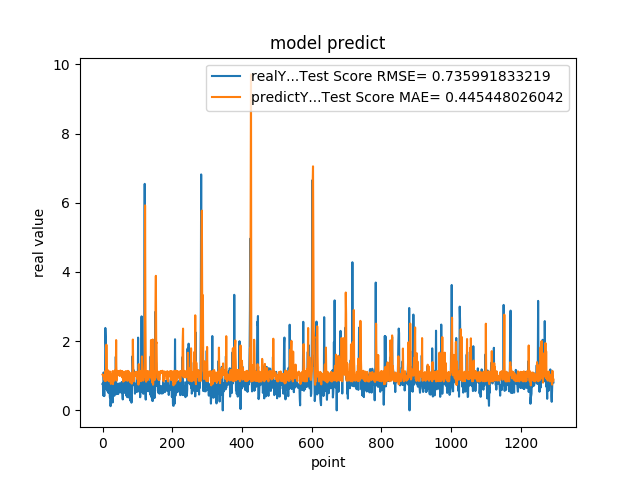 model predict
realY...Test Score RMSE= 0.735991833219
predictY...Test Score MAE= 0.445448026042
10
8
6
4
2
0
real value
0 200 400 600 800 1000 1200
point